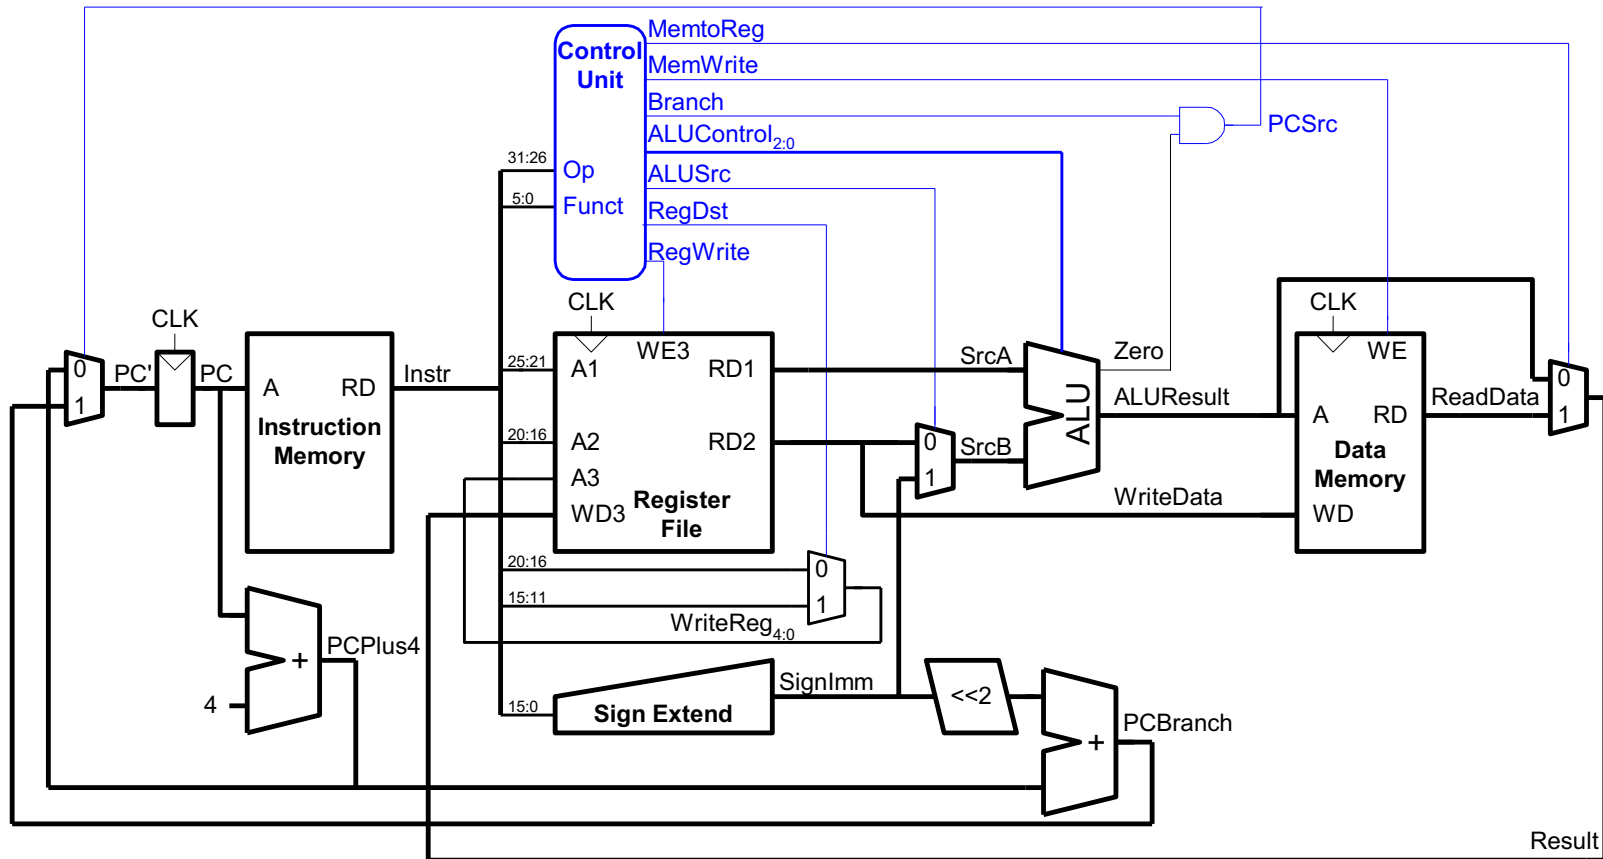 MemtoReg
Control
Unit
MemWrite
Branch
PCSrc
ALUControl2:0
31:26
Op
ALUSrc
5:0
Funct
RegDst
RegWrite
CLK
CLK
CLK
WE3
WE
PC'
PC
A
RD
Instr
25:21
A1
RD1
SrcA
Zero
0
1
Instruction
Memory
ALU
ALUResult
A
RD
ReadData
0
1
20:16
A2
RD2
0
1
SrcB
Data
Memory
A3
Register
File
WD3
WriteData
WD
20:16
0
15:11
1
WriteReg4:0
PCPlus4
+
4
SignImm
15:0
Sign Extend
<<2
PCBranch
+
Result